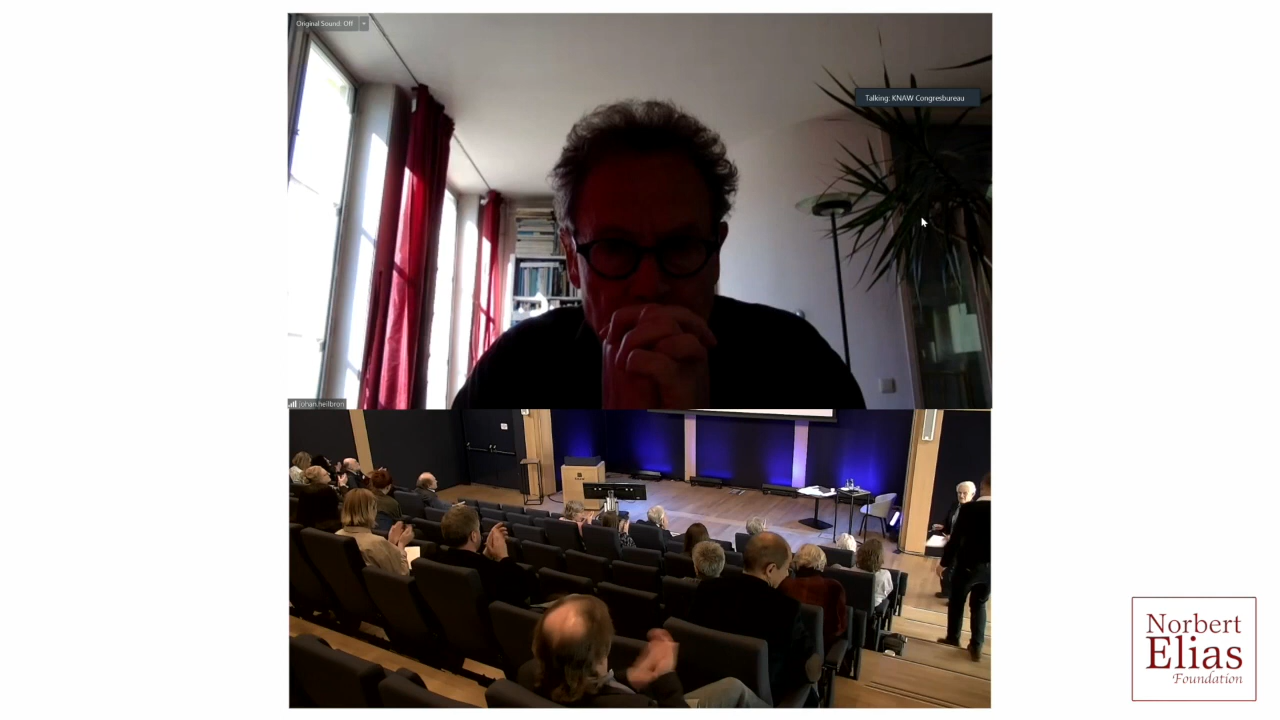 Original Sound: Off
Talking: KNAW Congresbureau
johan.heilbron
Norbert
Elias
Foundation